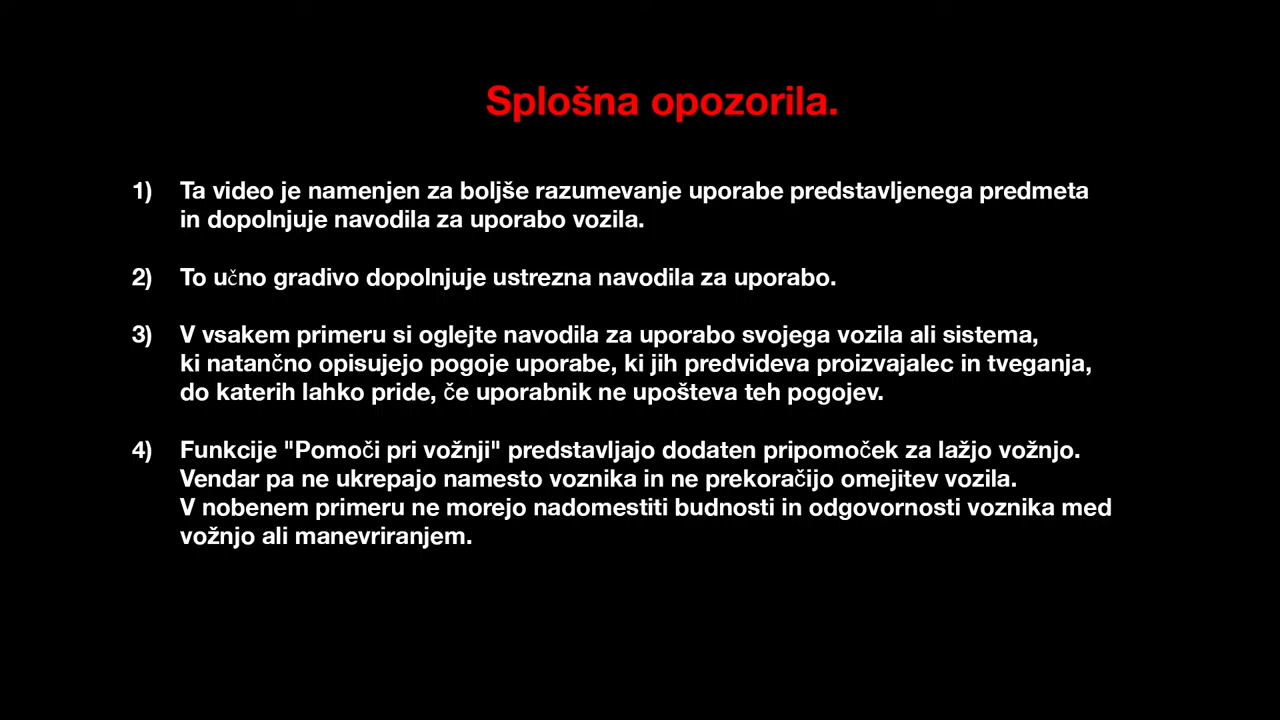 Splošna opozorila.
1) Ta video je namenjen za boljše razumevanje uporabe predstavljenega predmeta
in dopolnjuje navodila za uporabo vozila.
2) To učno gradivo dopolnjuje ustrezna navodila za uporabo.
3) V vsakem primeru si oglejte navodila za uporabo svojega vozila ali sistema,
ki natančno opisujejo pogoje uporabe, ki jih predvideva proizvajalec in tveganja,
do katerih lahko pride, če uporabnik ne upošteva teh pogojev.
4) Funkcije "Pomoči pri vožnji" predstavljajo dodaten pripomoček za lažjo vožnjo.
Vendar pa ne ukrepajo namesto voznika in ne prekoračijo omejitev vozila.
V nobenem primeru ne morejo nadomestiti budnosti in odgovornosti voznika med
vožnjo ali manevriranjem.